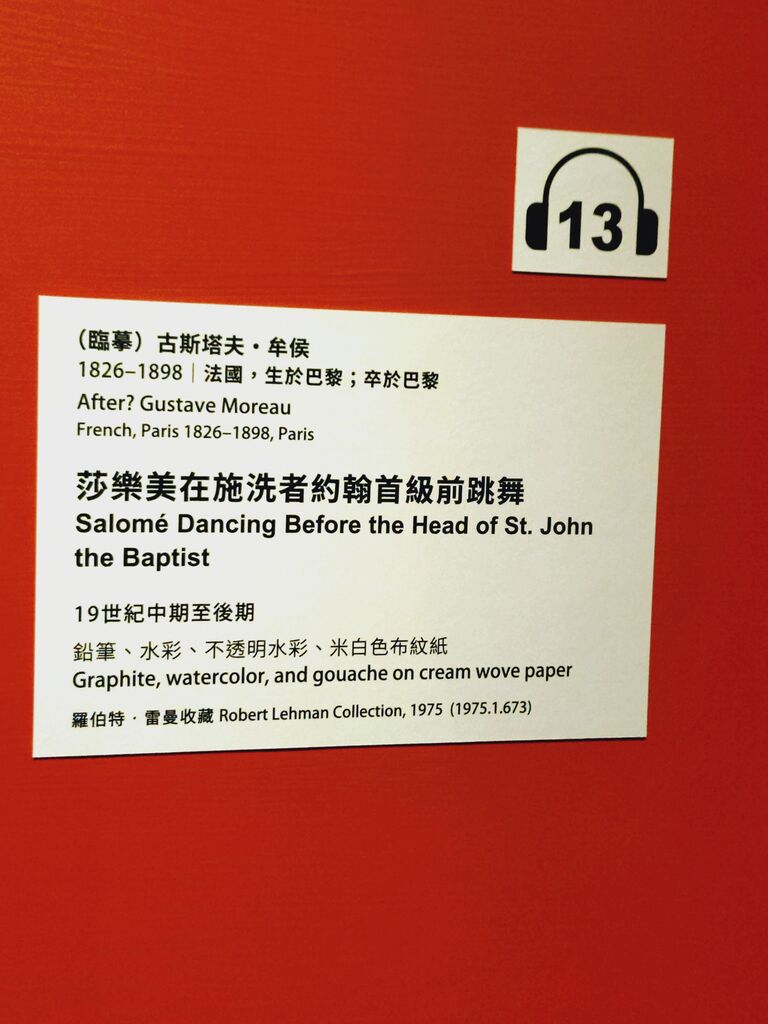 13
（臨摹）古斯塔夫・牟侯
1826–1898｜法國，生於巴黎；卒於巴黎
After? Gustave Moreau
French, Paris 1826–1898, Paris
莎樂美在施洗者約翰首級前跳舞
Salomé Dancing Before the Head of St. John
the Baptist
19世紀中期至後期
鉛筆、水彩、不透明水彩、米白色布紋紙
Graphite, watercolor, and gouache on cream wove paper
羅伯特・雷曼收藏 Robert Lehman Collection, 1975 (1975.1.673)